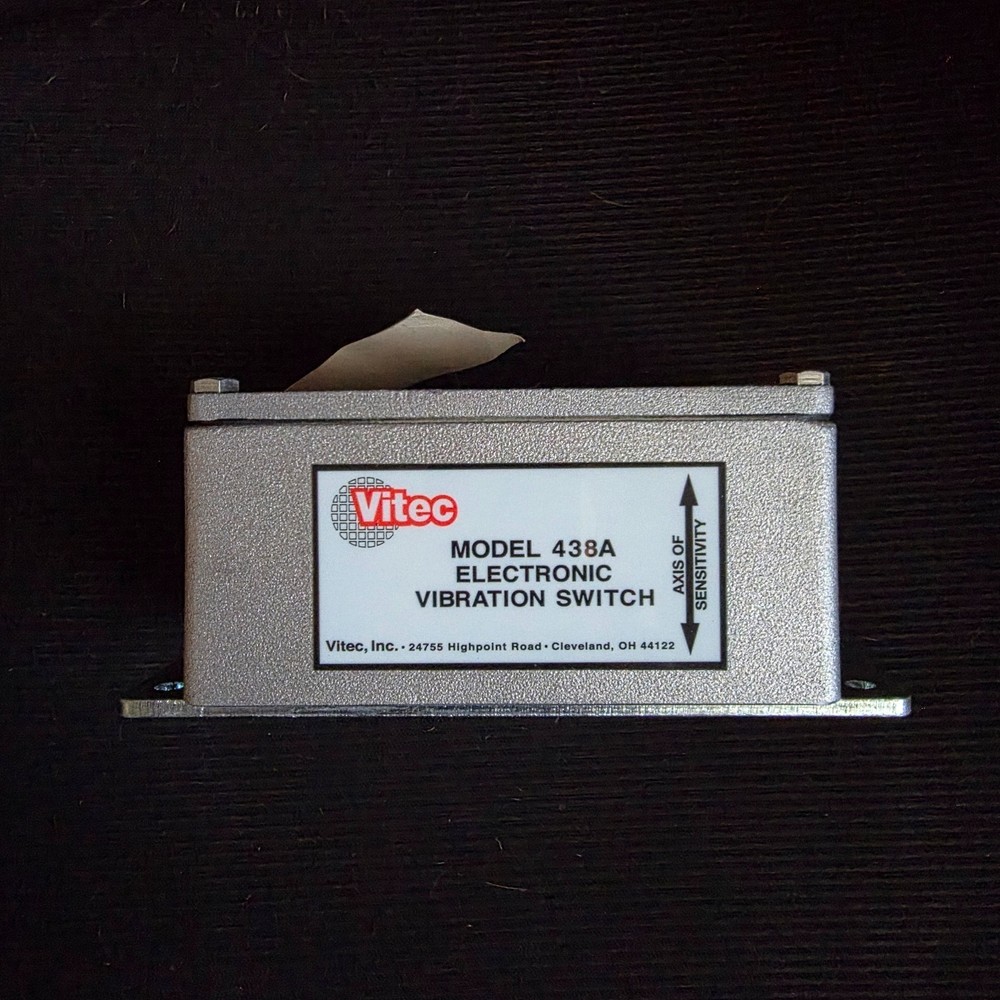 Vitec
MODEL 438A
ELECTRONIC
VIBRATION SWITCH
Vitec, Inc. • 24755 Highpoint Road • Cleveland, OH 44122
AXIS OF
SENSITIVITY